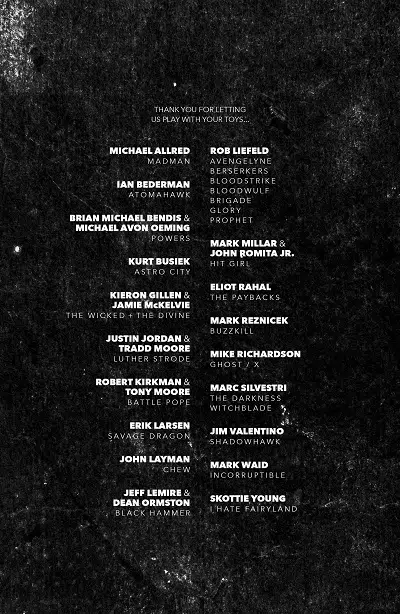 THANK YOU FOR LETTING
US PLAY WITH YOUR TOYS...
MICHAEL ALLRED
MADMAN
IAN BEDERMAN
ATOMAHAWK
BRIAN MICHAEL BENDIS &
MICHAEL AVON OEMING
POWERS
KURT BUSIEK
ASTRO CITY
KIERON GILLEN &
JAMIE McKELVIE
THE WICKED + THE DIVINE
JUSTIN JORDAN &
TRADD MOORE
LUTHER STRODE
ROBERT KIRKMAN &
TONY MOORE
BATTLE POPE
ERIK LARSEN
SAVAGE DRAGON
JOHN LAYMAN
CHEW
JEFF LEMIRE &
DEAN ORMSTON
BLACK HAMMER
ROB LIEFELD
AVENGELYNE
BERSERKERS
BLOODSTRIKE
BLOODWULF
BRIGADE
GLORY
PROPHET
MARK MILLAR &
JOHN ROMITA JR.
HIT GIRL
ELIOT RAHAL
THE PAYBACKS
MARK REZNICEK
BUZZKILL
MIKE RICHARDSON
GHOST / X
MARC SILVESTRI
THE DARKNESS
WITCHBLADE
JIM VALENTINO
SHADOWHAWK
MARK WAID
INCORRUPTIBLE
SKOTTIE YOUNG
I HATE FAIRYLAND